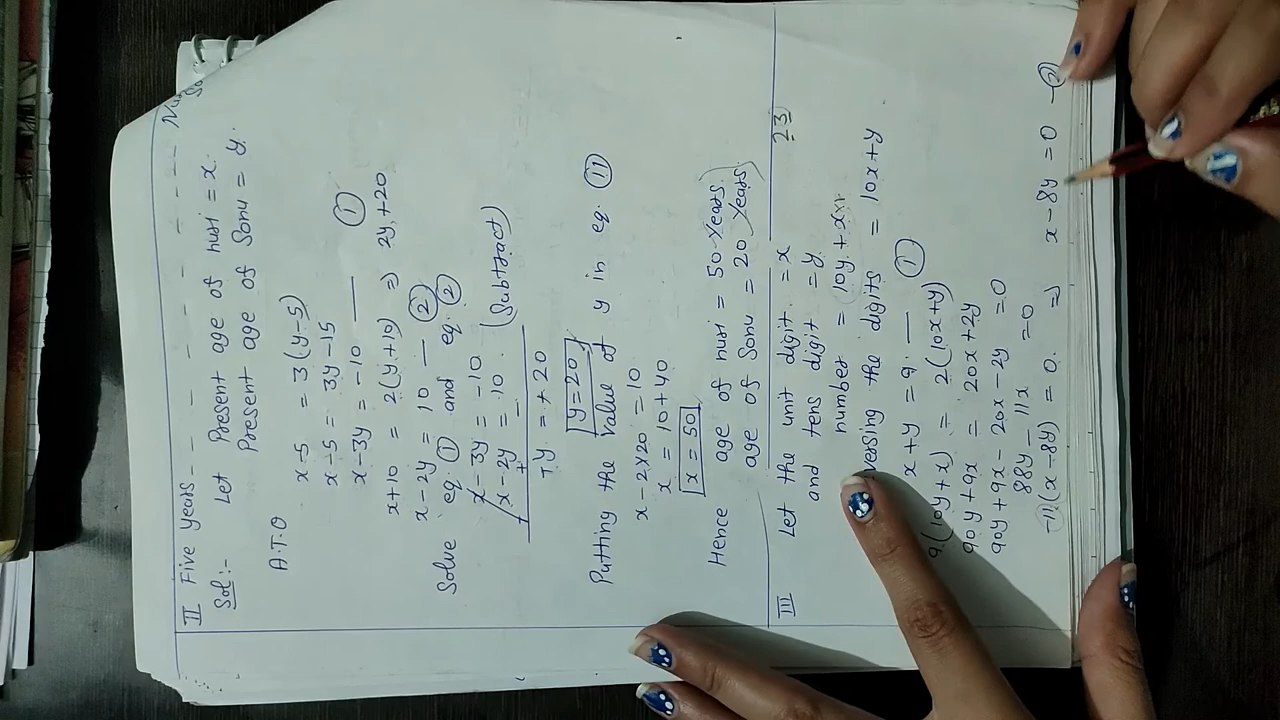 II Five years - - - - - - - - Nu
Sol:- Let Present age of nuri = x.
Present age of Sonu = y.
A.T.Q
x-5 = 3(y-5)
x-5 = 3y-15
x-3y = -10 —— ①
x+10 = 2(y+10) ⇒ 2y+20
x-2y = 10 — ②
Solve eq. ① and eq. ②
x-3y = -10
x-2y = 10. (Subtract)
- + -
-y = + 20
y = 20
Putting the value of y in eq. ⑪
x-2×20 = 10
x = 10+40
x = 50
Hence age of nuri = 50 years.
age of Sonu = 20 years.
III Let the unit digit = x 23
and tens digit = y
number = 10y +
the digits = 10x+y
x+y = 9. — ①
9(10y+x) = 2(10x+y)
90y+9x = 20x+2y
90y+9x-20x-2y = 0
88y-11x =0
-11(x-8y) = 0. ⇒ x-8y = 0 - ②